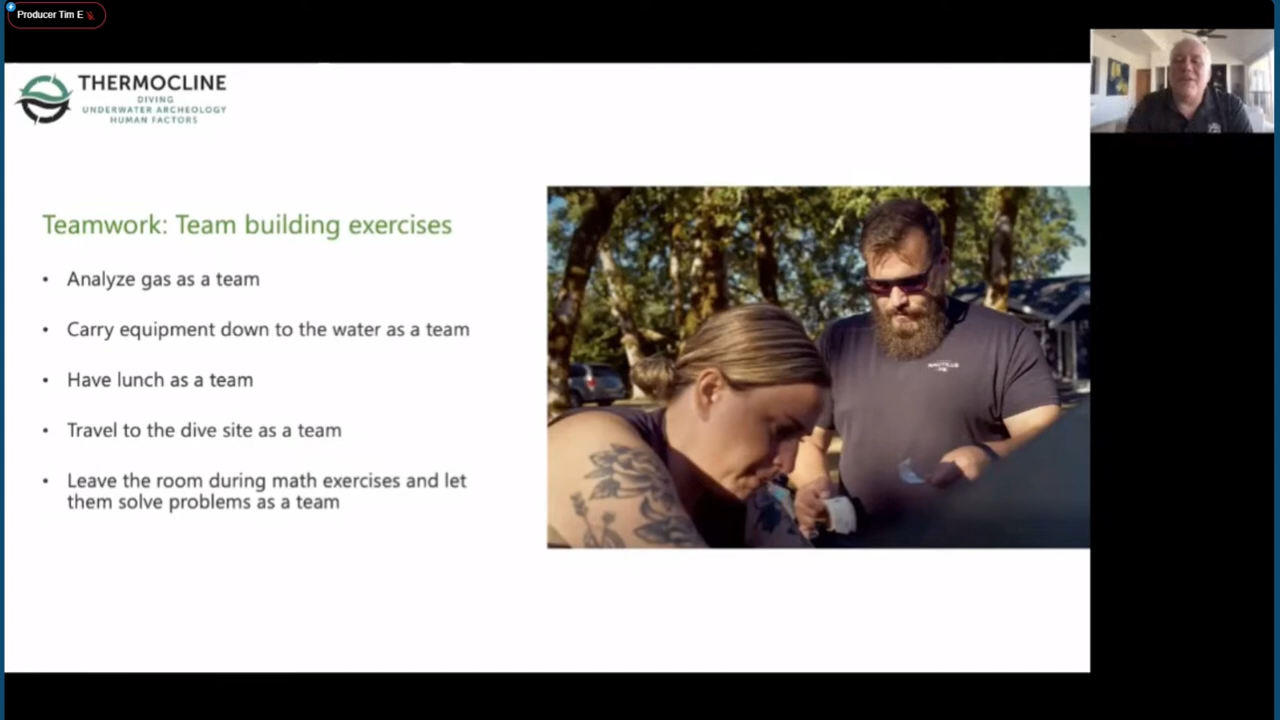 Producer Tim E
THERMOCLINE
DIVING
UNDERWATER ARCHEOLOGY
HUMAN FACTORS
Teamwork: Team building exercises
• Analyze gas as a team
• Carry equipment down to the water as a team
• Have lunch as a team
• Travel to the dive site as a team
• Leave the room during math exercises and let
them solve problems as a team
NAUTILUS